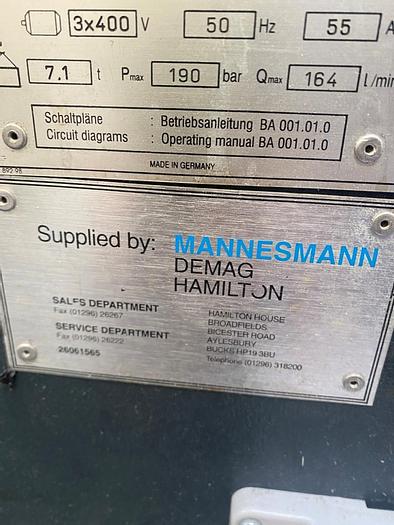 3x400 V 50 Hz 55 A
7.1 t Pmax 190 bar Qmax 164 l/min
Schaltpläne : Betriebsanleitung BA 001.01.0
Circuit diagrams : Operating manual BA 001.01.0
MADE IN GERMANY
892 98
Supplied by: MANNESMANN
DEMAG
HAMILTON
SALES DEPARTMENT
Fax (01296) 26267
SERVICE DEPARTMENT
Fax (01296) 26222
26061565
HAMILTON HOUSE
BROADFIELDS
BICESTER ROAD
AYLESBURY
BUCKS HP19 3BU
Telephone (01296) 318200